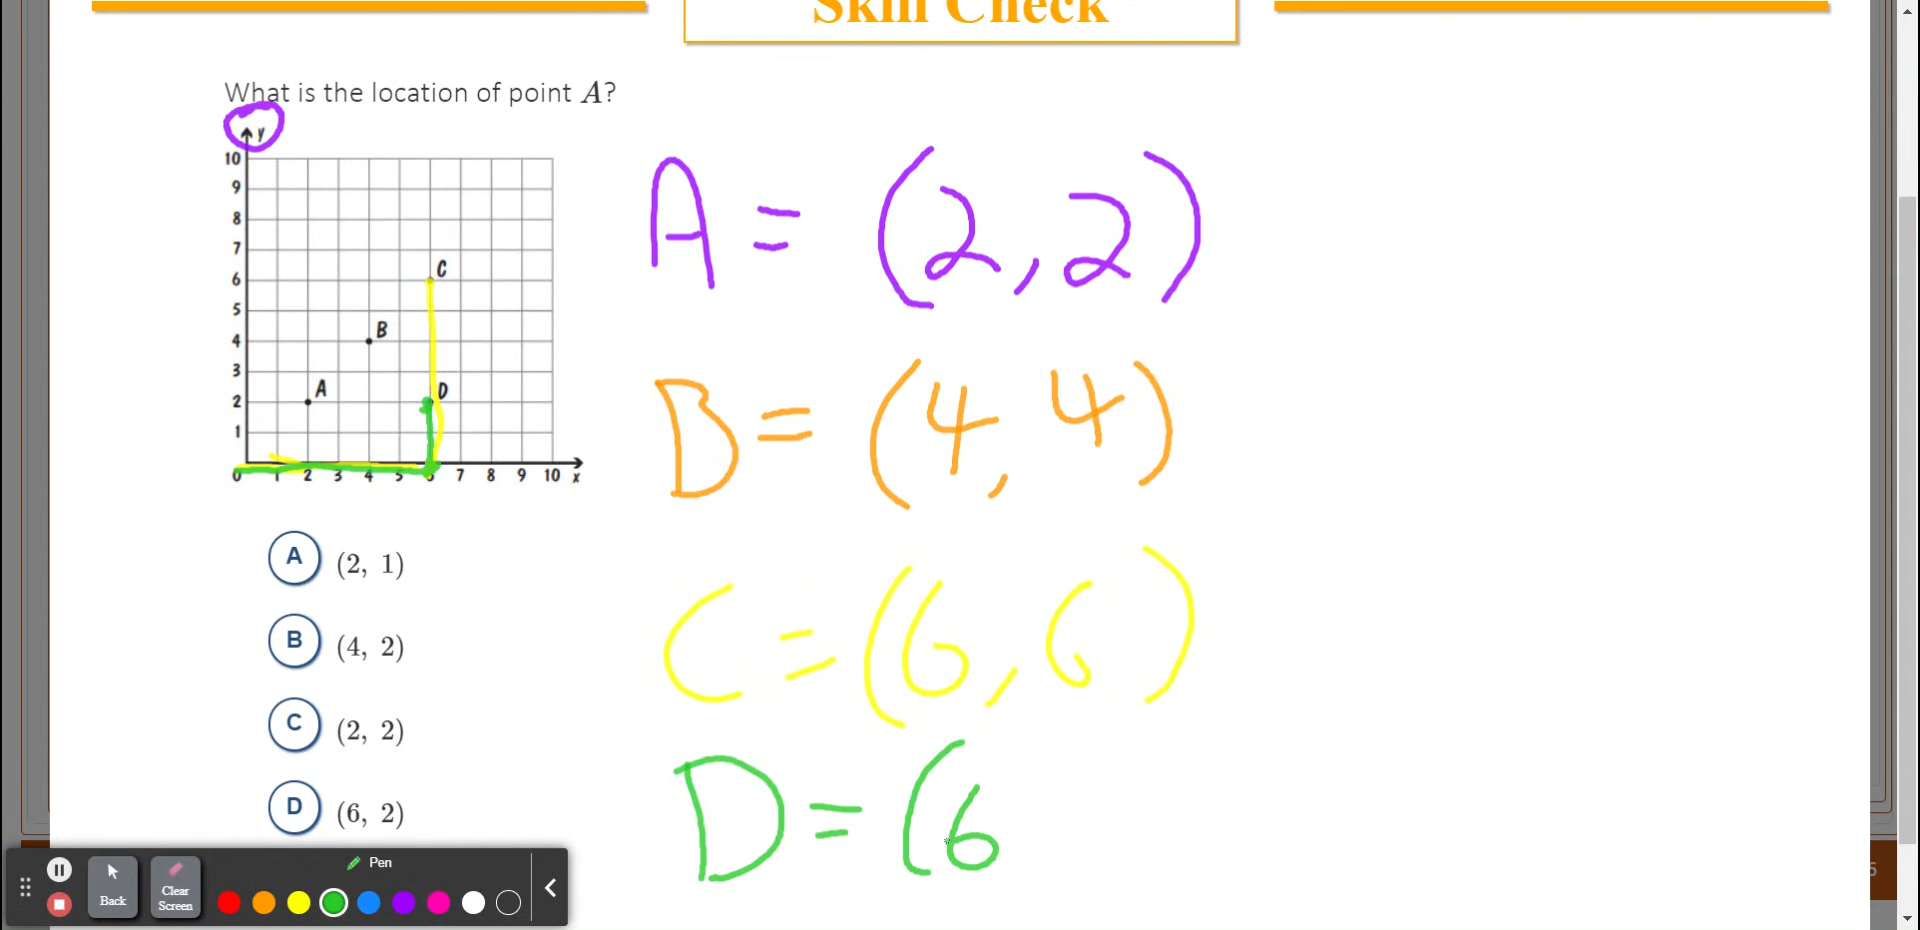 Skill Check
What is the location of point A?
y
10
9
8
7
C
6
5
B
4
3
A
D
2
1
0 1 2 3 4 5 6 7 8 9 10 x
A (2, 1)
B (4, 2)
C (2, 2)
D (6, 2)
A = (2, 2)
B = (4, 4)
C = (6, 6)
D = (6
Pen
Back
Clear
Screen